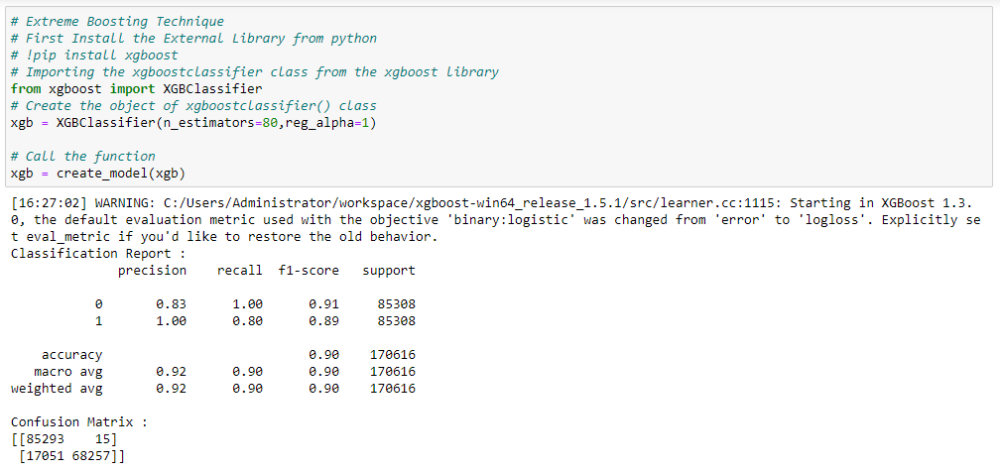 # Extreme Boosting Technique
# First Install the External Library from python
# !pip install xgboost
# Importing the xgboostclassifier class from the xgboost library
from xgboost import XGBClassifier
# Create the object of xgboostclassifier() class
xgb = XGBClassifier(n_estimators=80,reg_alpha=1)
# Call the function
xgb = create_model(xgb)
[16:27:02] WARNING: C:/Users/Administrator/workspace/xgboost-win64_release_1.5.1/src/learner.cc:1115: Starting in XGBoost 1.3.
0, the default evaluation metric used with the objective 'binary:logistic' was changed from 'error' to 'logloss'. Explicitly se
t eval_metric if you'd like to restore the old behavior.
Classification Report :
precision recall f1-score support
0 0.83 1.00 0.91 85308
1 1.00 0.80 0.89 85308
accuracy 0.90 170616
macro avg 0.92 0.90 0.90 170616
weighted avg 0.92 0.90 0.90 170616
Confusion Matrix :
[[85293 15]
[17051 68257]]